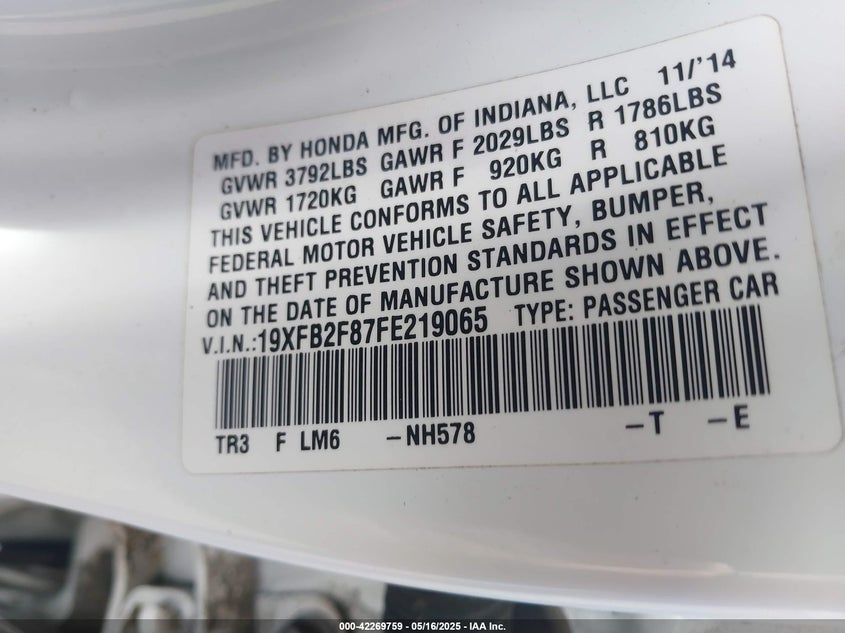 MFD. BY HONDA MFG. OF INDIANA, LLC 11/'14
GVWR 3792LBS GAWR F 2029LBS R 1786LBS
GVWR 1720KG GAWR F 920KG R 810KG
THIS VEHICLE CONFORMS TO ALL APPLICABLE
FEDERAL MOTOR VEHICLE SAFETY, BUMPER,
AND THEFT PREVENTION STANDARDS IN EFFECT
ON THE DATE OF MANUFACTURE SHOWN ABOVE.
V.I.N.:19XFB2F87FE219065 TYPE: PASSENGER CAR
TR3 F LM6 -NH578 -T -E
000-42269759 - 05/16/2025 - IAA Inc.